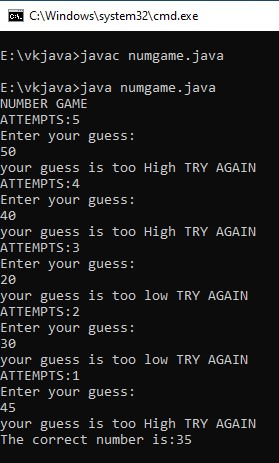 C:\Windows\system32\cmd.exe
E:\vkjava>javac numgame.java
E:\vkjava>java numgame.java
NUMBER GAME
ATTEMPTS:5
Enter your guess:
50
your guess is too High TRY AGAIN
ATTEMPTS:4
Enter your guess:
40
your guess is too High TRY AGAIN
ATTEMPTS:3
Enter your guess:
20
your guess is too low TRY AGAIN
ATTEMPTS:2
Enter your guess:
30
your guess is too low TRY AGAIN
ATTEMPTS:1
Enter your guess:
45
your guess is too High TRY AGAIN
The correct number is:35